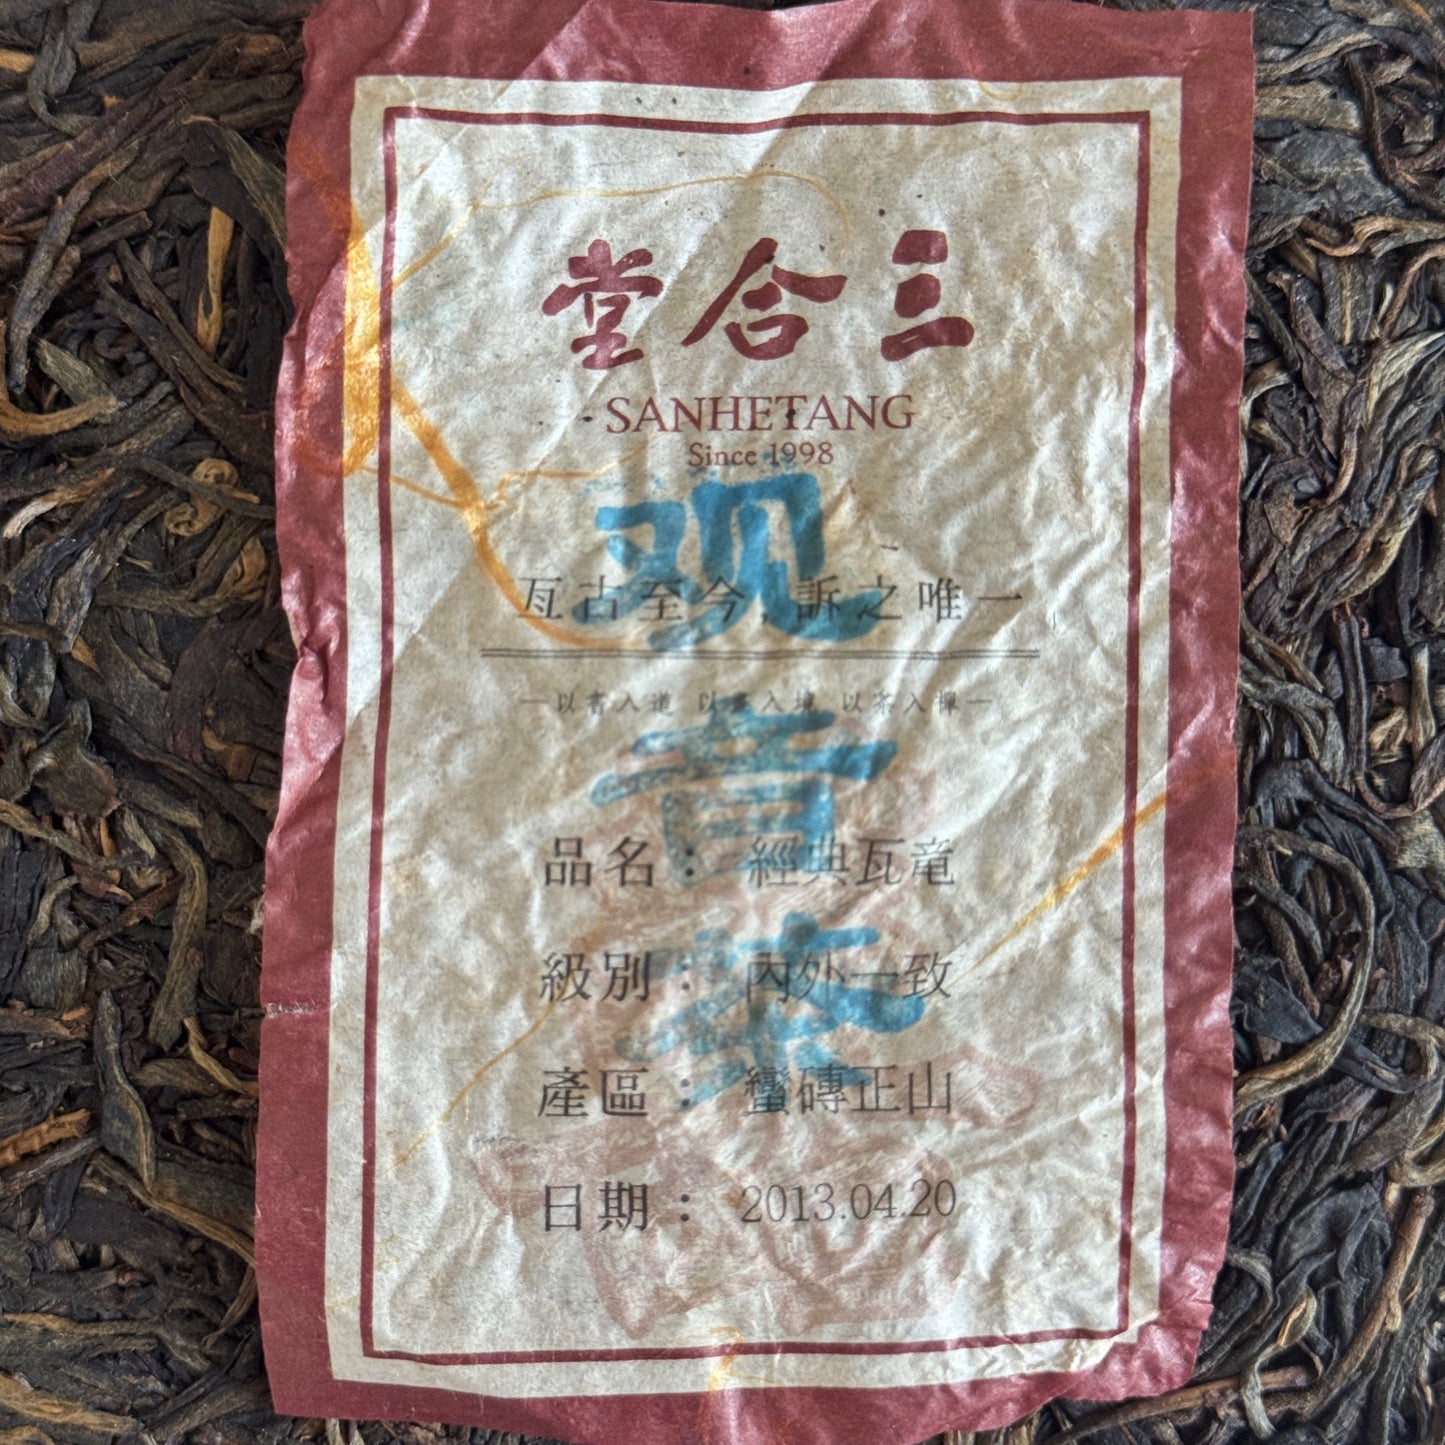 三合堂
SANHETANG
Since 1998
观音茶
亙古至今，訴之唯一
—以書入道 以畫入境 以茶入禪—
品名： 經典瓦竜
級別： 內外一致
產區： 蠻磚正山
日期： 2013.04.20